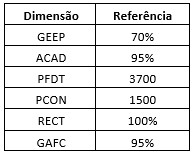 Dimensão Referência
GEEP 70%
ACAD 95%
PFDT 3700
PCON 1500
RECT 100%
GAFC 95%